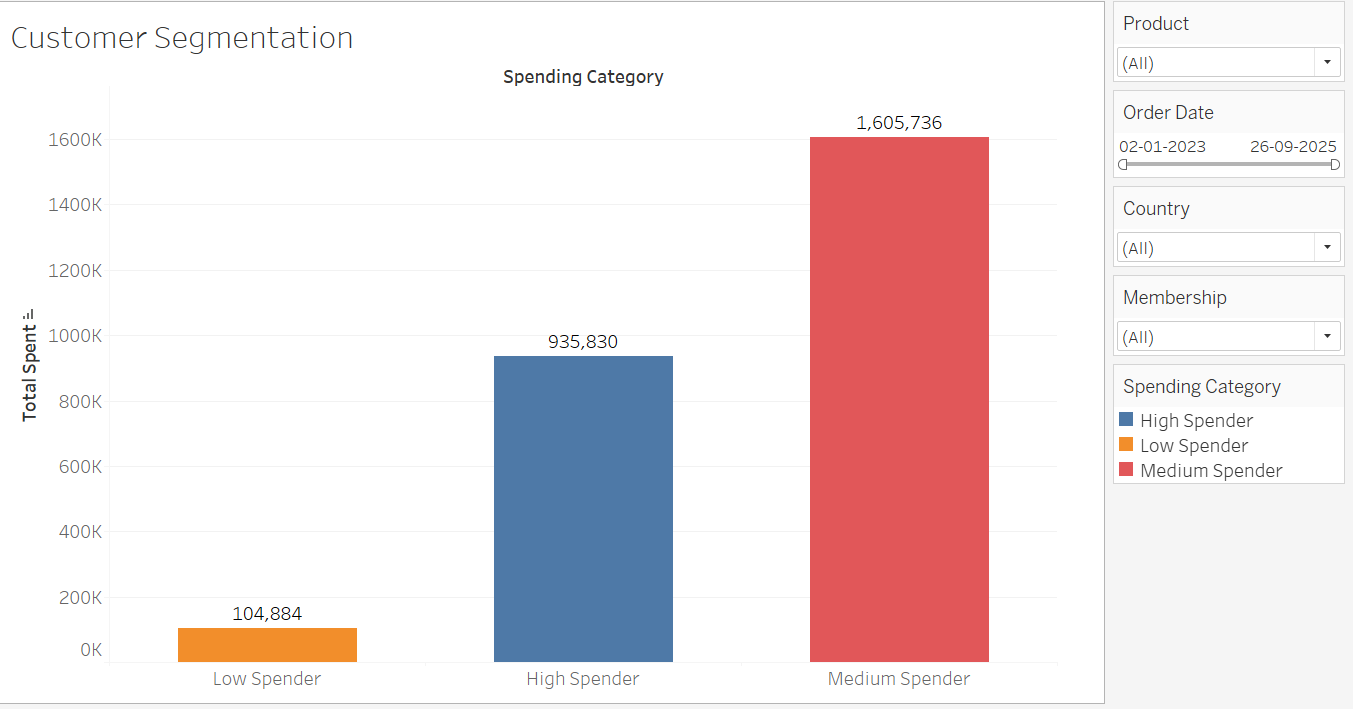 Customer Segmentation
Spending Category
1600K
1400K
1200K
1000K
800K
600K
400K
200K
0K
Total Spent
104,884
935,830
1,605,736
Low Spender
High Spender
Medium Spender
Product
(All)
Order Date
02-01-2023 26-09-2025
Country
(All)
Membership
(All)
Spending Category
High Spender
Low Spender
Medium Spender